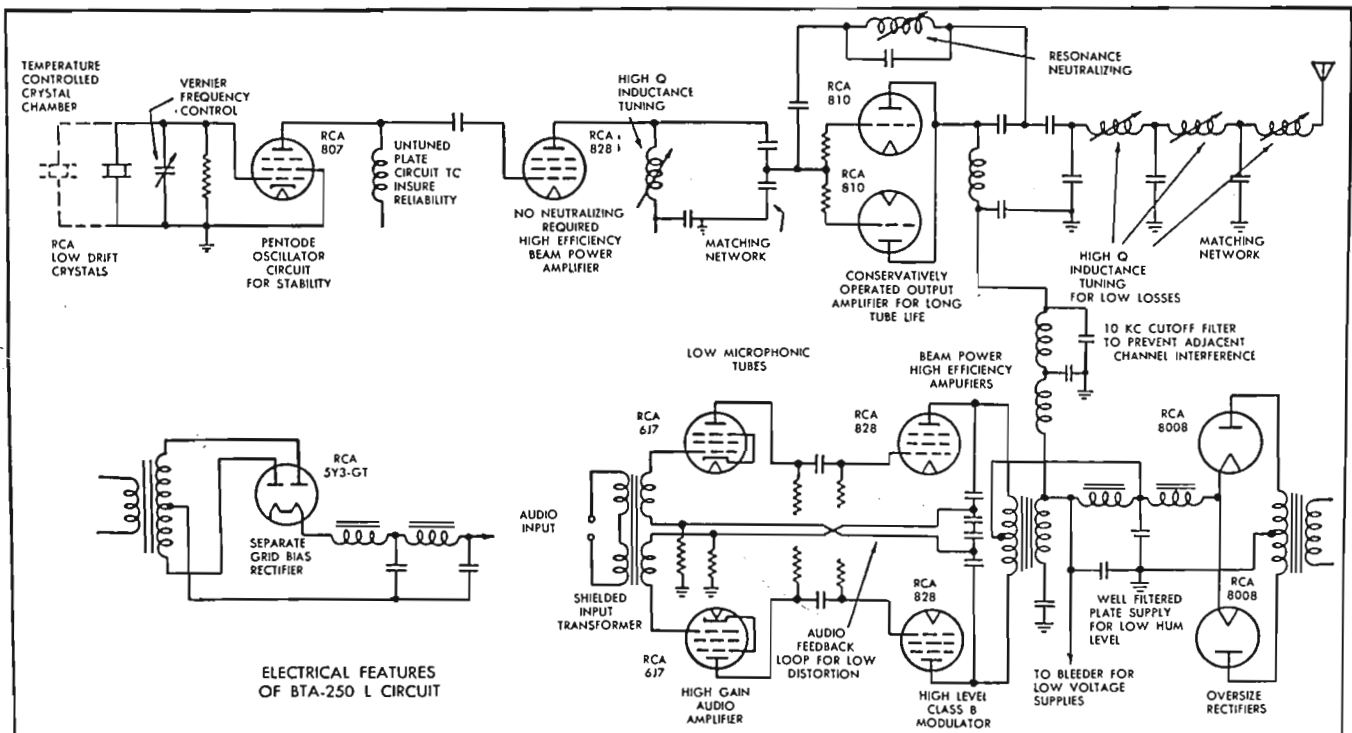 TEMPERATURE
CONTROLLED
CRYSTAL
CHAMBER
VERNIER
FREQUENCY
CONTROL
RCA
LOW DRIFT
CRYSTALS
RCA
807
PENTODE
OSCILLATOR
CIRCUIT
FOR STABILITY
UNTUNED
PLATE
CIRCUIT TC
INSURE
RELIABILITY
HIGH Q
INDUCTANCE
TUNING
RCA
828
NO NEUTRALIZING
REQUIRED
HIGH EFFICIENCY
BEAM POWER
AMPLIFIER
MATCHING
NETWORK
RCA
810
RCA
810
CONSERVATIVELY
OPERATED OUTPUT
AMPLIFIER FOR LONG
TUBE LIFE
RESONANCE
NEUTRALIZING
HIGH Q
INDUCTANCE
TUNING
FOR LOW LOSSES
MATCHING
NETWORK
10 KC CUTOFF FILTER
TO PREVENT ADJACENT
CHANNEL INTERFERENCE
RCA
5Y3-GT
SEPARATE
GRID BIAS
RECTIFIER
ELECTRICAL FEATURES
OF BTA-250 L CIRCUIT
LOW MICROPHONIC
TUBES
RCA
6J7
AUDIO
INPUT
SHIELDED
INPUT
TRANSFORMER
RCA
6J7
HIGH GAIN
AUDIO
AMPLIFIER
AUDIO
FEEDBACK
LOOP FOR LOW
DISTORTION
BEAM POWER
HIGH EFFICIENCY
AMPUFIERS
RCA
828
RCA
828
HIGH LEVEL
CLASS B
MODULATOR
RCA
8008
WELL FILTERED
PLATE SUPPLY
FOR LOW HUM
LEVEL
TO BLEEDER FOR
LOW VOLTAGE
SUPPLIES
RCA
8008
OVERSIZE
RECTIFIERS